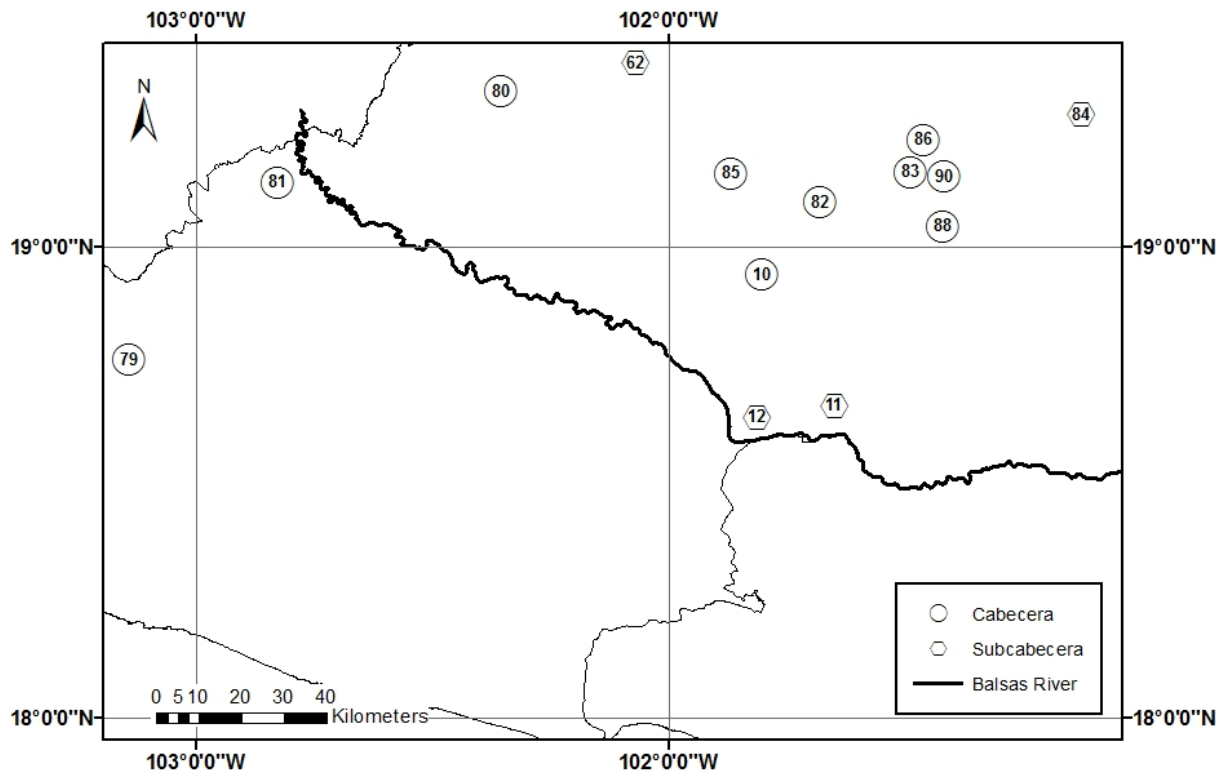 103°0'0"W 102°0'0"W
N
62
80
84
86
85
83
90
81
82
88
19°0'0"N 19°0'0"N
10
79
11
12
Cabecera
Subcabecera
Balsas River
0 5 10 20 30 40
Kilometers
18°0'0"N 18°0'0"N
103°0'0"W 102°0'0"W